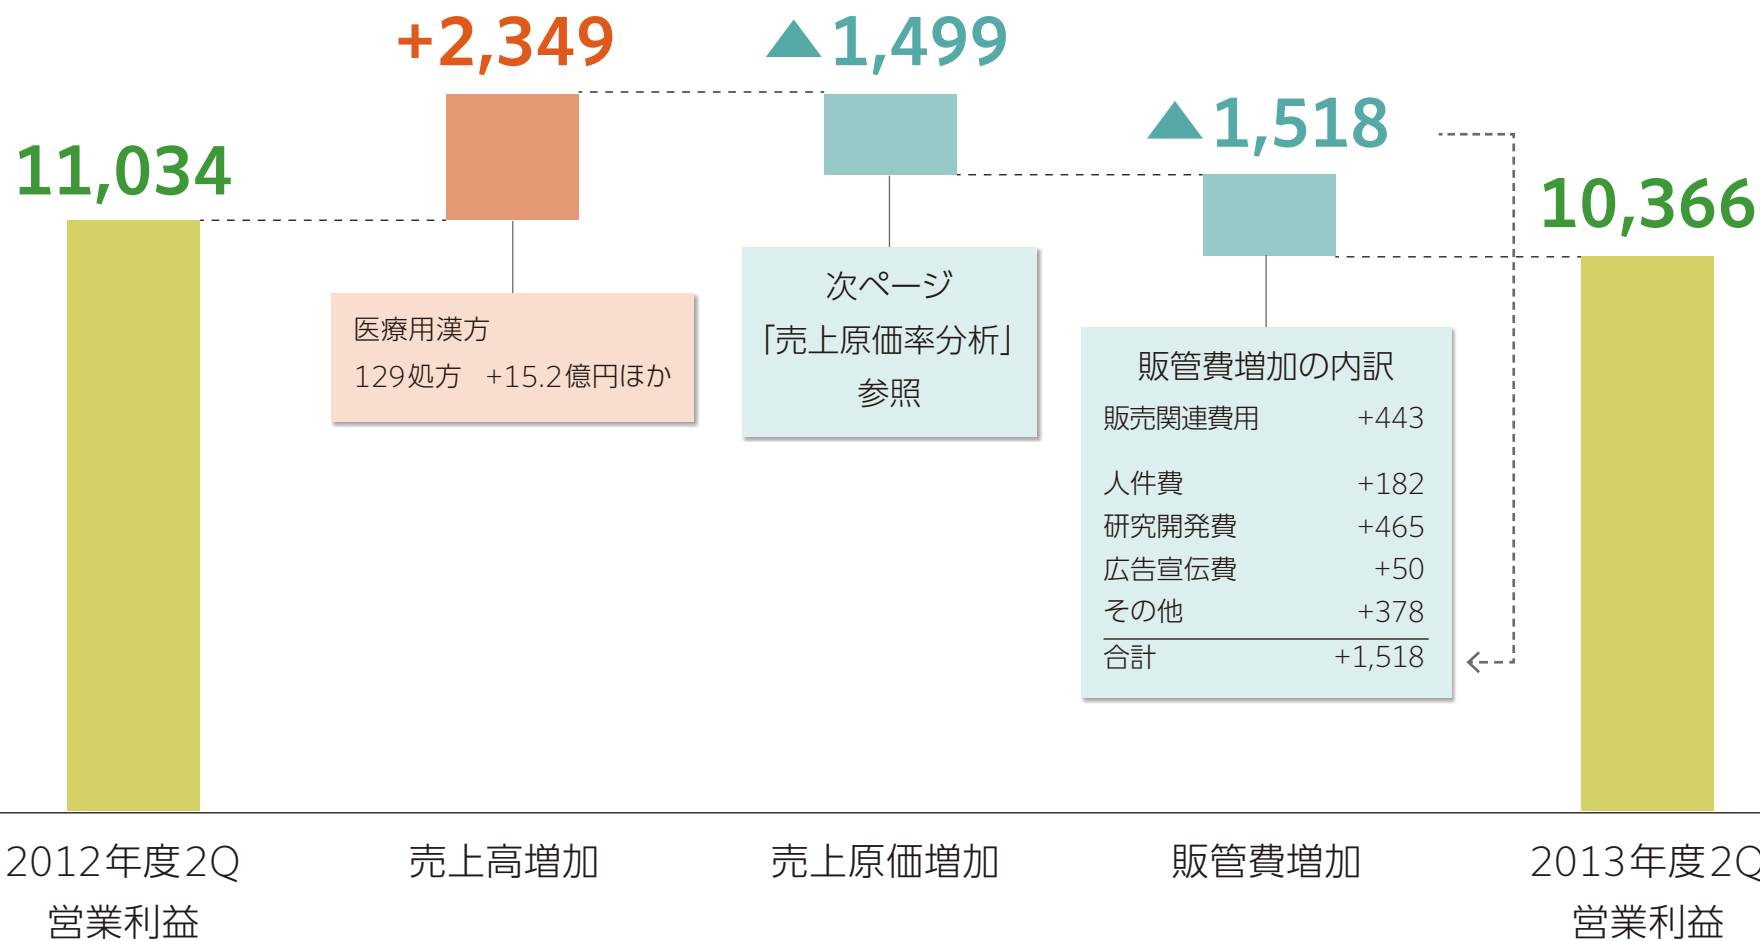 +2,349
▲1,499
▲1,518
11,034
10,366
医療用漢方
129処方 +15.2億円ほか
次ページ
「売上原価率分析」
参照
販管費増加の内訳
販売関連費用 +443
人件費 +182
研究開発費 +465
広告宣伝費 +50
その他 +378
合計 +1,518
2012年度2Q
営業利益
売上高増加
売上原価増加
販管費増加
2013年度2Q
営業利益